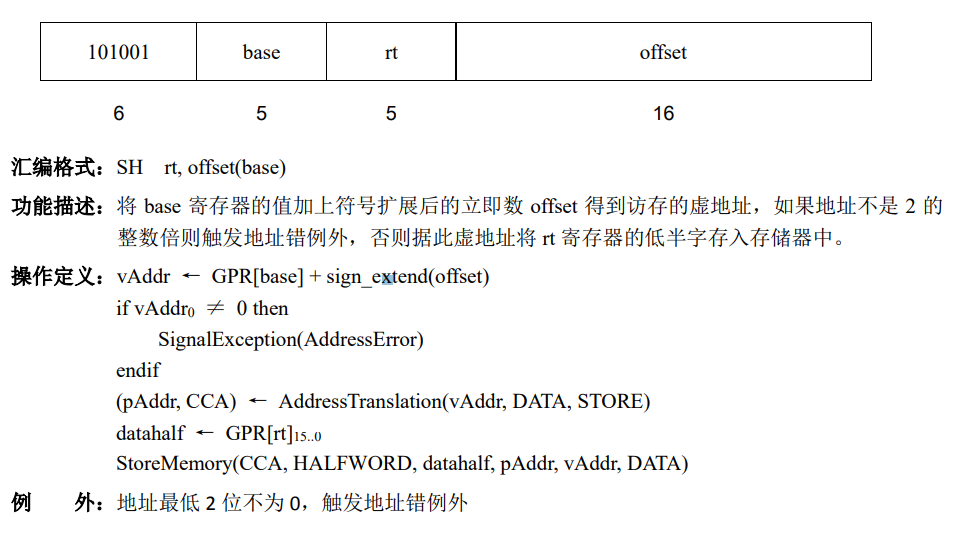 101001 base rt offset
6 5 5 16
汇编格式：SH rt, offset(base)
功能描述：将 base 寄存器的值加上符号扩展后的立即数 offset 得到访存的虚地址，如果地址不是 2 的
整数倍则触发地址错例外，否则据此虚地址将 rt 寄存器的低半字存入存储器中。
操作定义：vAddr ← GPR[base] + sign_extend(offset)
if vAddr₀ ≠ 0 then
SignalException(AddressError)
endif
(pAddr, CCA) ← AddressTranslation(vAddr, DATA, STORE)
datahalf ← GPR[rt]₁₅..₀
StoreMemory(CCA, HALFWORD, datahalf, pAddr, vAddr, DATA)
例 外：地址最低 2 位不为 0，触发地址错例外